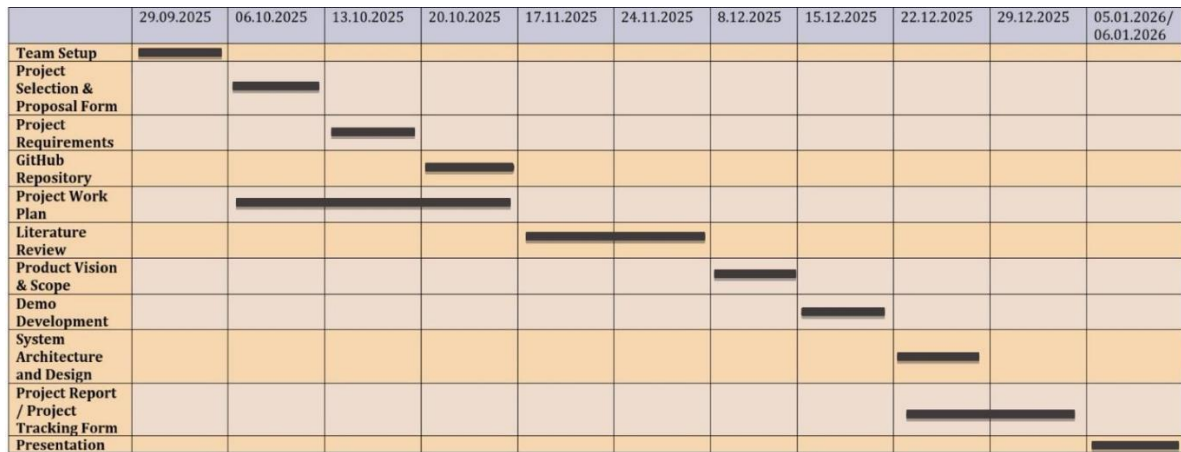 29.09.2025 06.10.2025 13.10.2025 20.10.2025 17.11.2025 24.11.2025 8.12.2025 15.12.2025 22.12.2025 29.12.2025 05.01.2026/
06.01.2026
Team Setup
Project
Selection &
Proposal Form
Project
Requirements
GitHub
Repository
Project Work
Plan
Literature
Review
Product Vision
& Scope
Demo
Development
System
Architecture
and Design
Project Report
/ Project
Tracking Form
Presentation